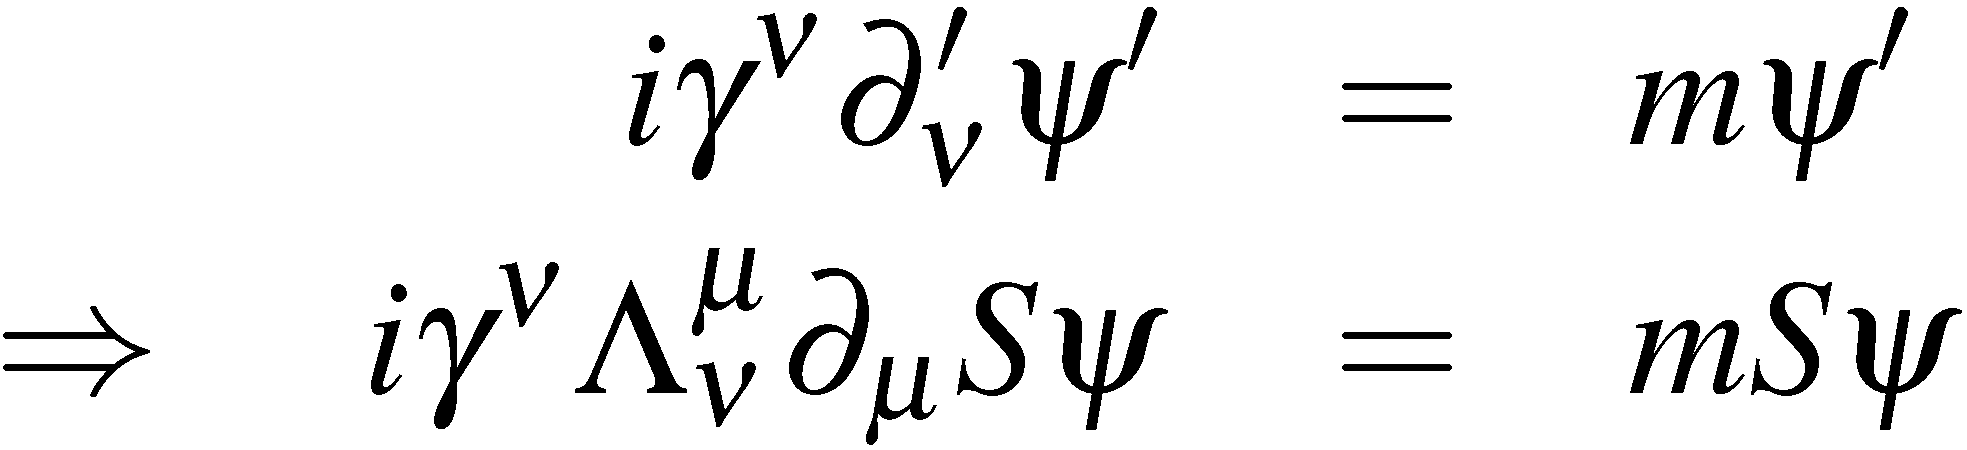 iγ^ν ∂′_ν ψ′ = mψ′
⇒ iγ^ν Λ^μ_ν ∂_μ Sψ = mSψ